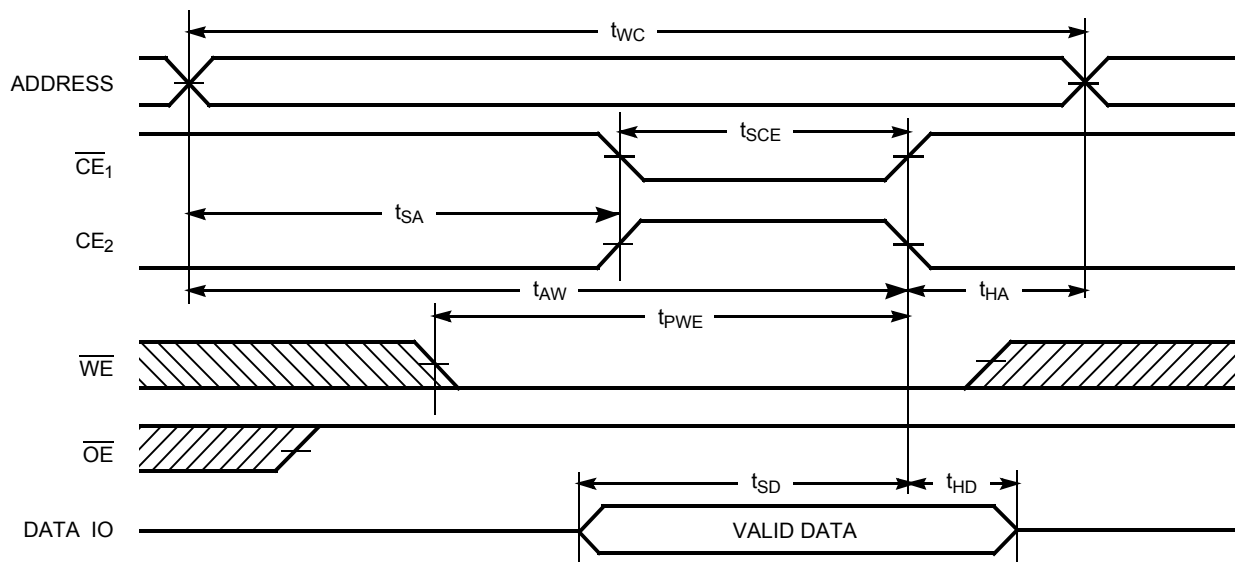 tWC
ADDRESS
tSCE
CE1
tSA
CE2
tAW
tHA
tPWE
WE
OE
tSD
tHD
DATA IO
VALID DATA